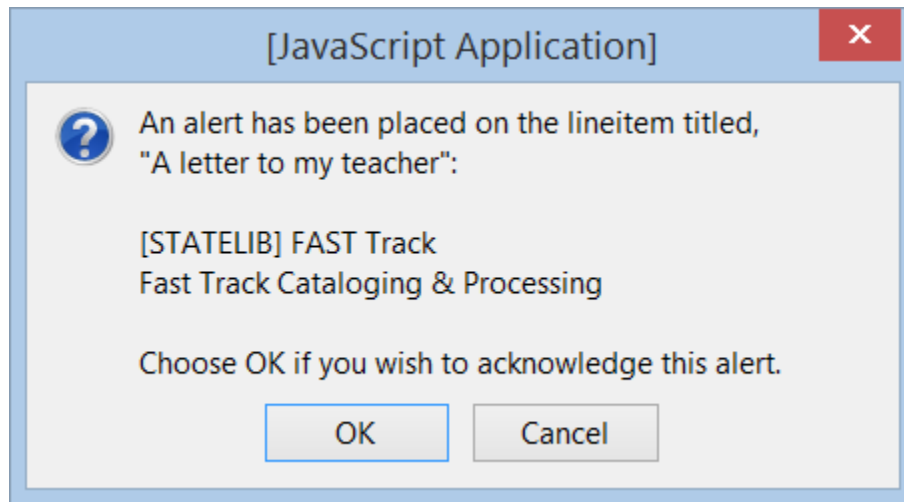 [JavaScript Application]
An alert has been placed on the lineitem titled,
"A letter to my teacher":
[STATELIB] FAST Track
Fast Track Cataloging & Processing
Choose OK if you wish to acknowledge this alert.
OK
Cancel